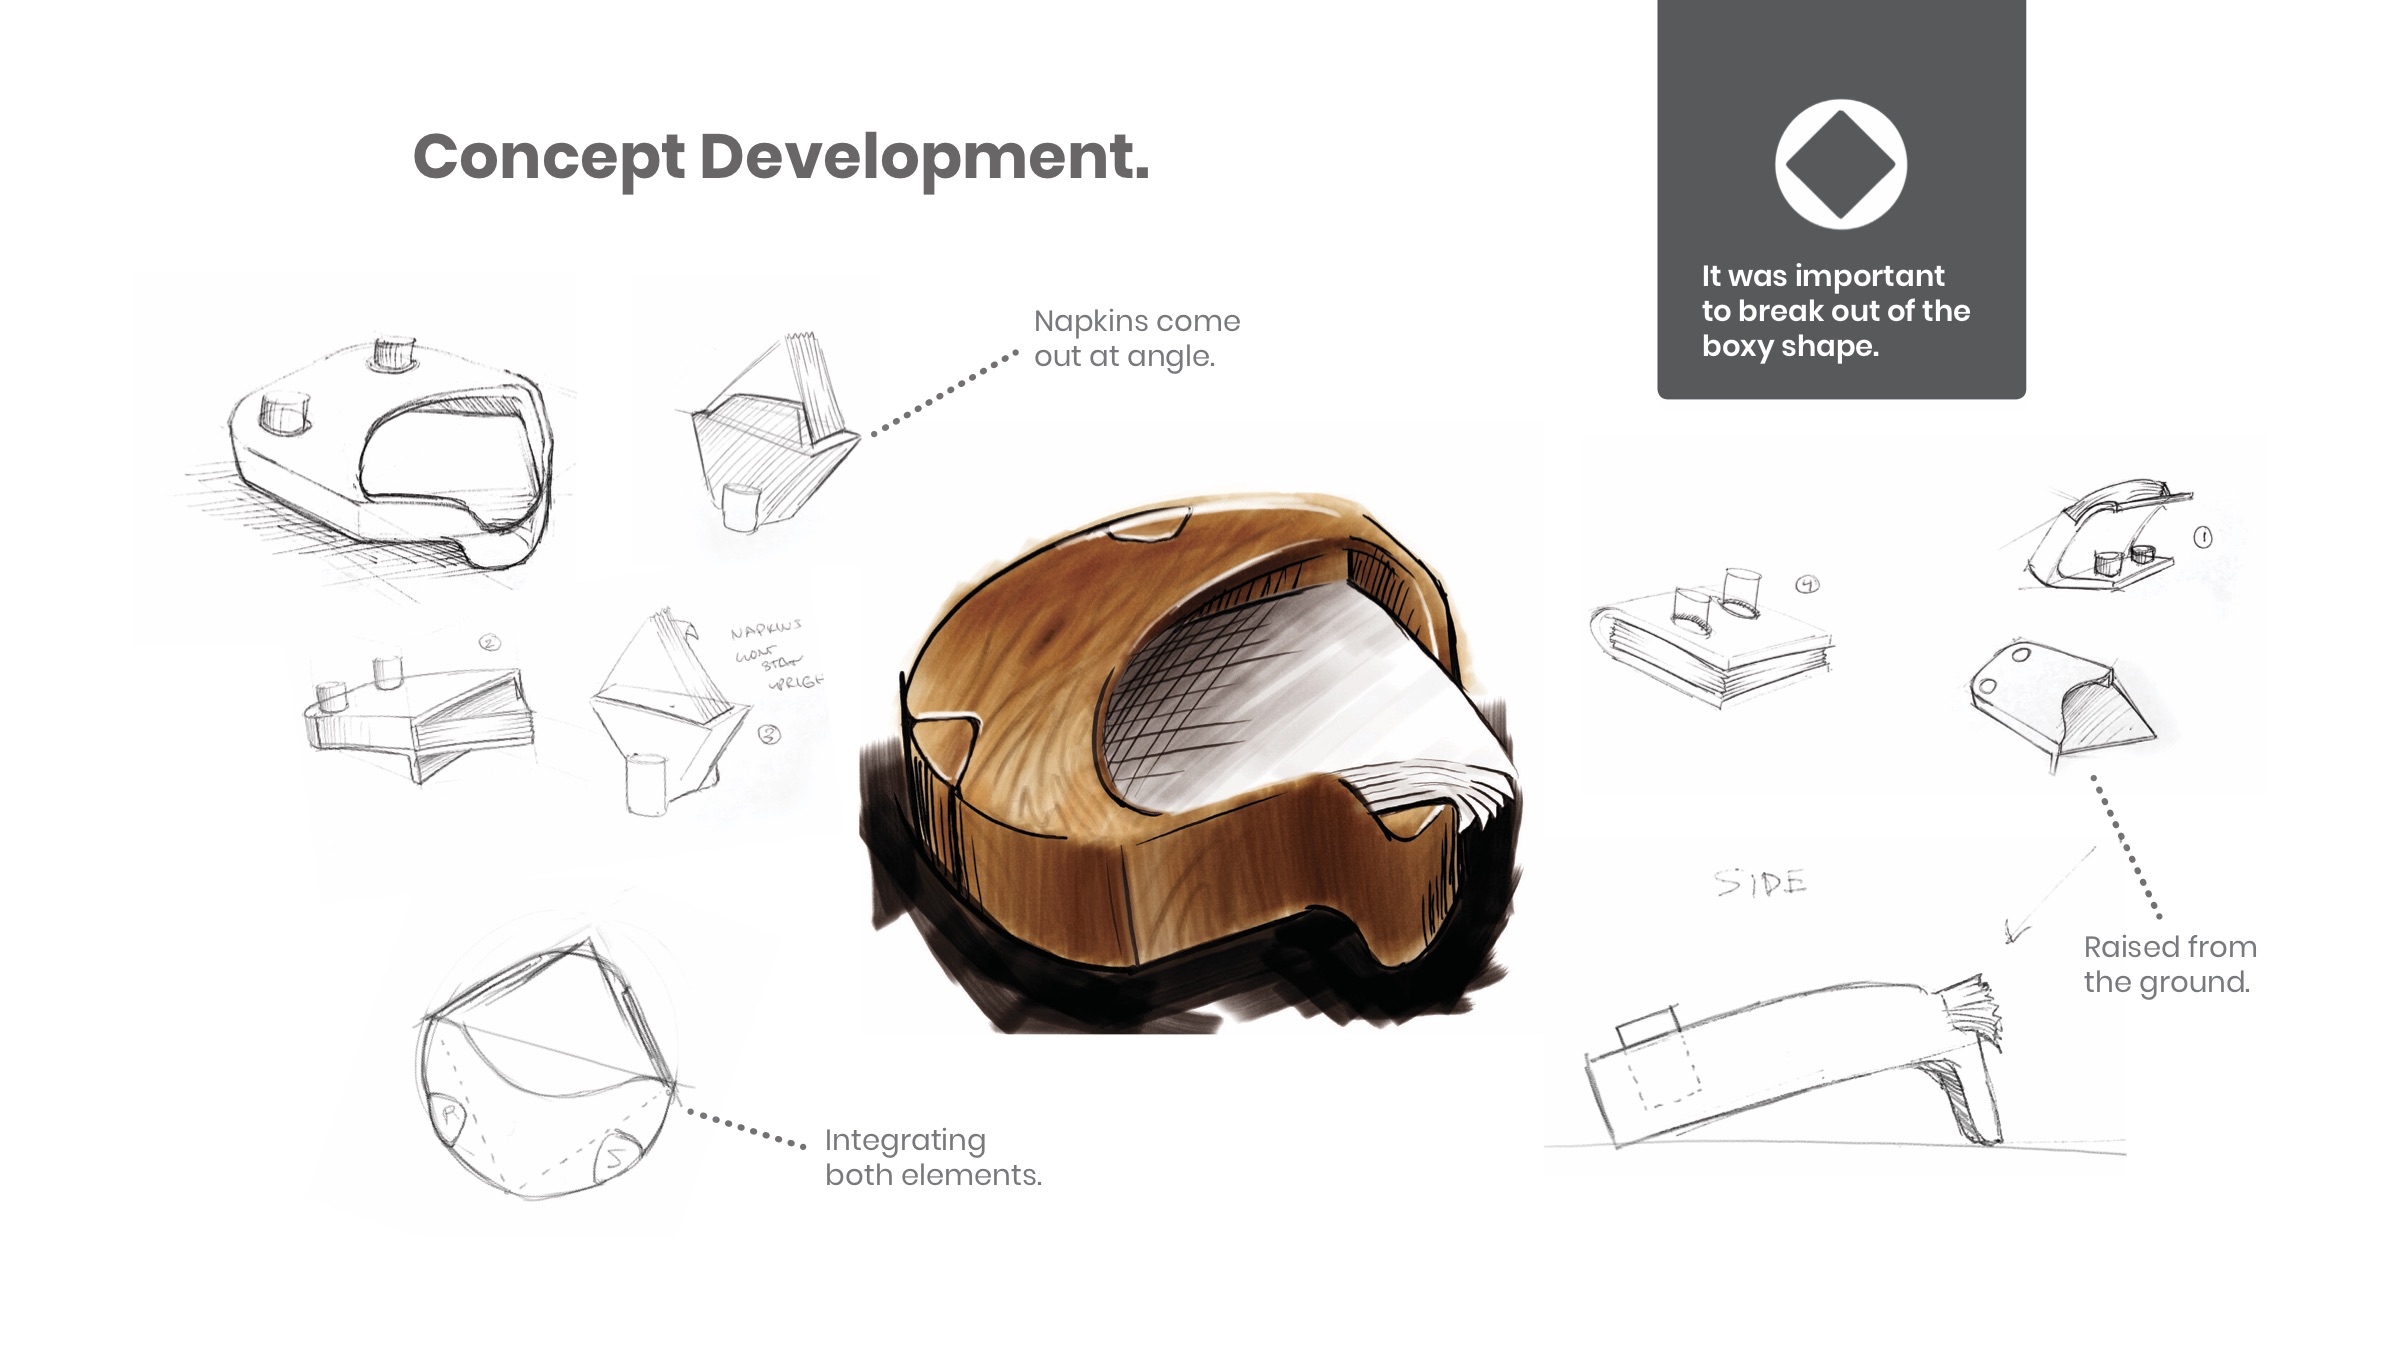 Concept Development.
It was important
to break out of the
boxy shape.
Napkins come
out at angle.
1
4
2
NAPKINS
WONT
STAY
UPRIGH
3
SIDE
Raised from
the ground.
R
S
Integrating
both elements.